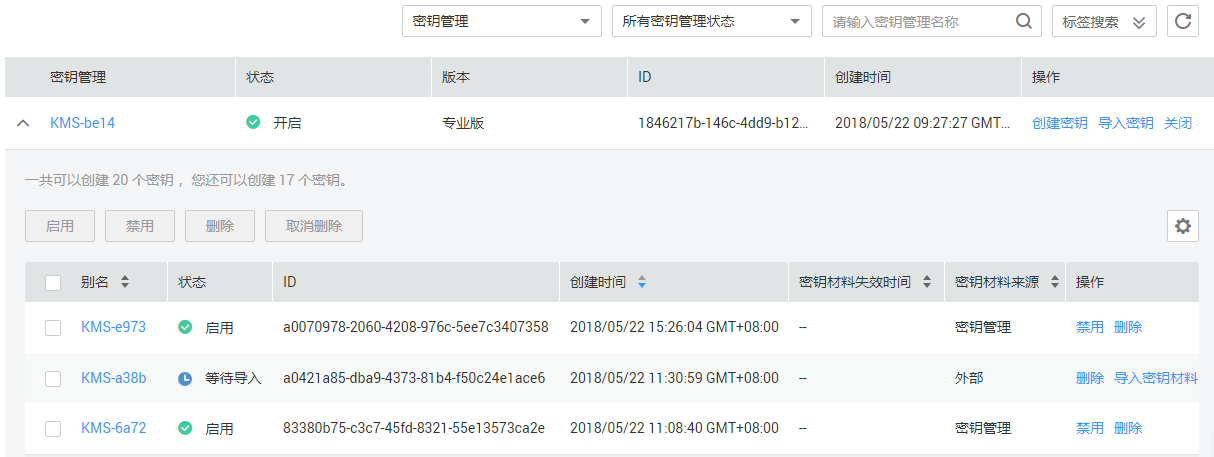 密钥管理 所有密钥管理状态 请输入密钥管理名称 标签搜索
密钥管理 状态 版本 ID 创建时间 操作
KMS-be14 开启 专业版 1846217b-146c-4dd9-b12... 2018/05/22 09:27:27 GMT... 创建密钥 导入密钥 关闭
一共可以创建 20 个密钥，您还可以创建 17 个密钥。
启用 禁用 删除 取消删除
别名 状态 ID 创建时间 密钥材料失效时间 密钥材料来源 操作
KMS-e973 启用 a0070978-2060-4208-976c-5ee7c3407358 2018/05/22 15:26:04 GMT+08:00 -- 密钥管理 禁用 删除
KMS-a38b 等待导入 a0421a85-dba9-4373-81b4-f50c24e1ace6 2018/05/22 11:30:59 GMT+08:00 -- 外部 删除 导入密钥材料
KMS-6a72 启用 83380b75-c3c7-45fd-8321-55e13573ca2e 2018/05/22 11:08:40 GMT+08:00 -- 密钥管理 禁用 删除